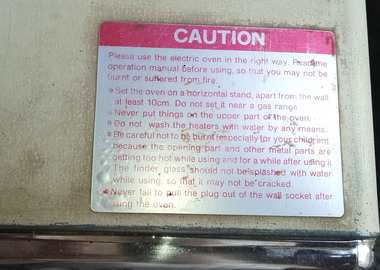 CAUTION
Please use the electric oven in the right way. Read the
operation manual before using, so that you may not be
burnt or suffered from fire.
● Set the oven on a horizontal stand, apart from the wall
at least 10cm. Do not set it near a gas range.
● Never put things on the upper part of the oven.
● Do not wash the heaters with water by any means.
● Be careful not to be burnt (especially for your children)
because the opening part and other metal parts are
getting too hot while using and for a while after using it.
The finder glass should not be splashed with water
while using, so that it may not be cracked.
● Never fail to pull the plug out of the wall socket after
using the oven.